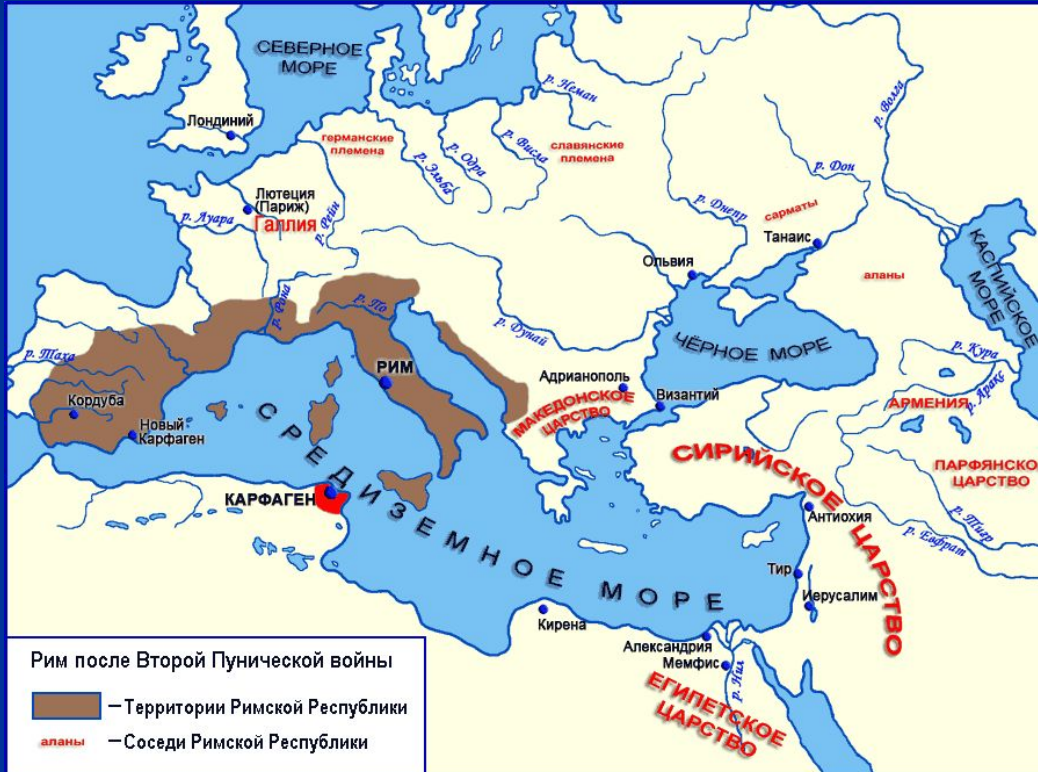 СЕВЕРНОЕ
МОРЕ
Лондиний
германские
племена
р. Эльба
р. Одра
р. Висла
р. Неман
славянские
племена
р. Волга
р. Дон
р. Днепр
сарматы
Танаис
Лютеция
(Париж)
Галлия
р. Луара
р. Рейн
Ольвия
аланы
КАСПИЙСКОЕ
МОРЕ
р. Рона
р. По
р. Дунай
ЧЁРНОЕ МОРЕ
р. Кура
р. Аракс
р. Таха
РИМ
Адрианополь
Византий
МАКЕДОНСКОЕ
ЦАРСТВО
АРМЕНИЯ
Кордуба
Новый
Карфаген
СРЕДИЗЕМНОЕ МОРЕ
СИРИЙСКОЕ ЦАРСТВО
ПАРФЯНСКО
ЦАРСТВО
КАРФАГЕН
Антиохия
р. Тигр
р. Евфрат
Тир
Иерусалим
Кирена
Александрия
Мемфис
р. Нил
ЕГИПЕТСКОЕ
ЦАРСТВО
Рим после Второй Пунической войны
– Территории Римской Республики
аланы – Соседи Римской Республики